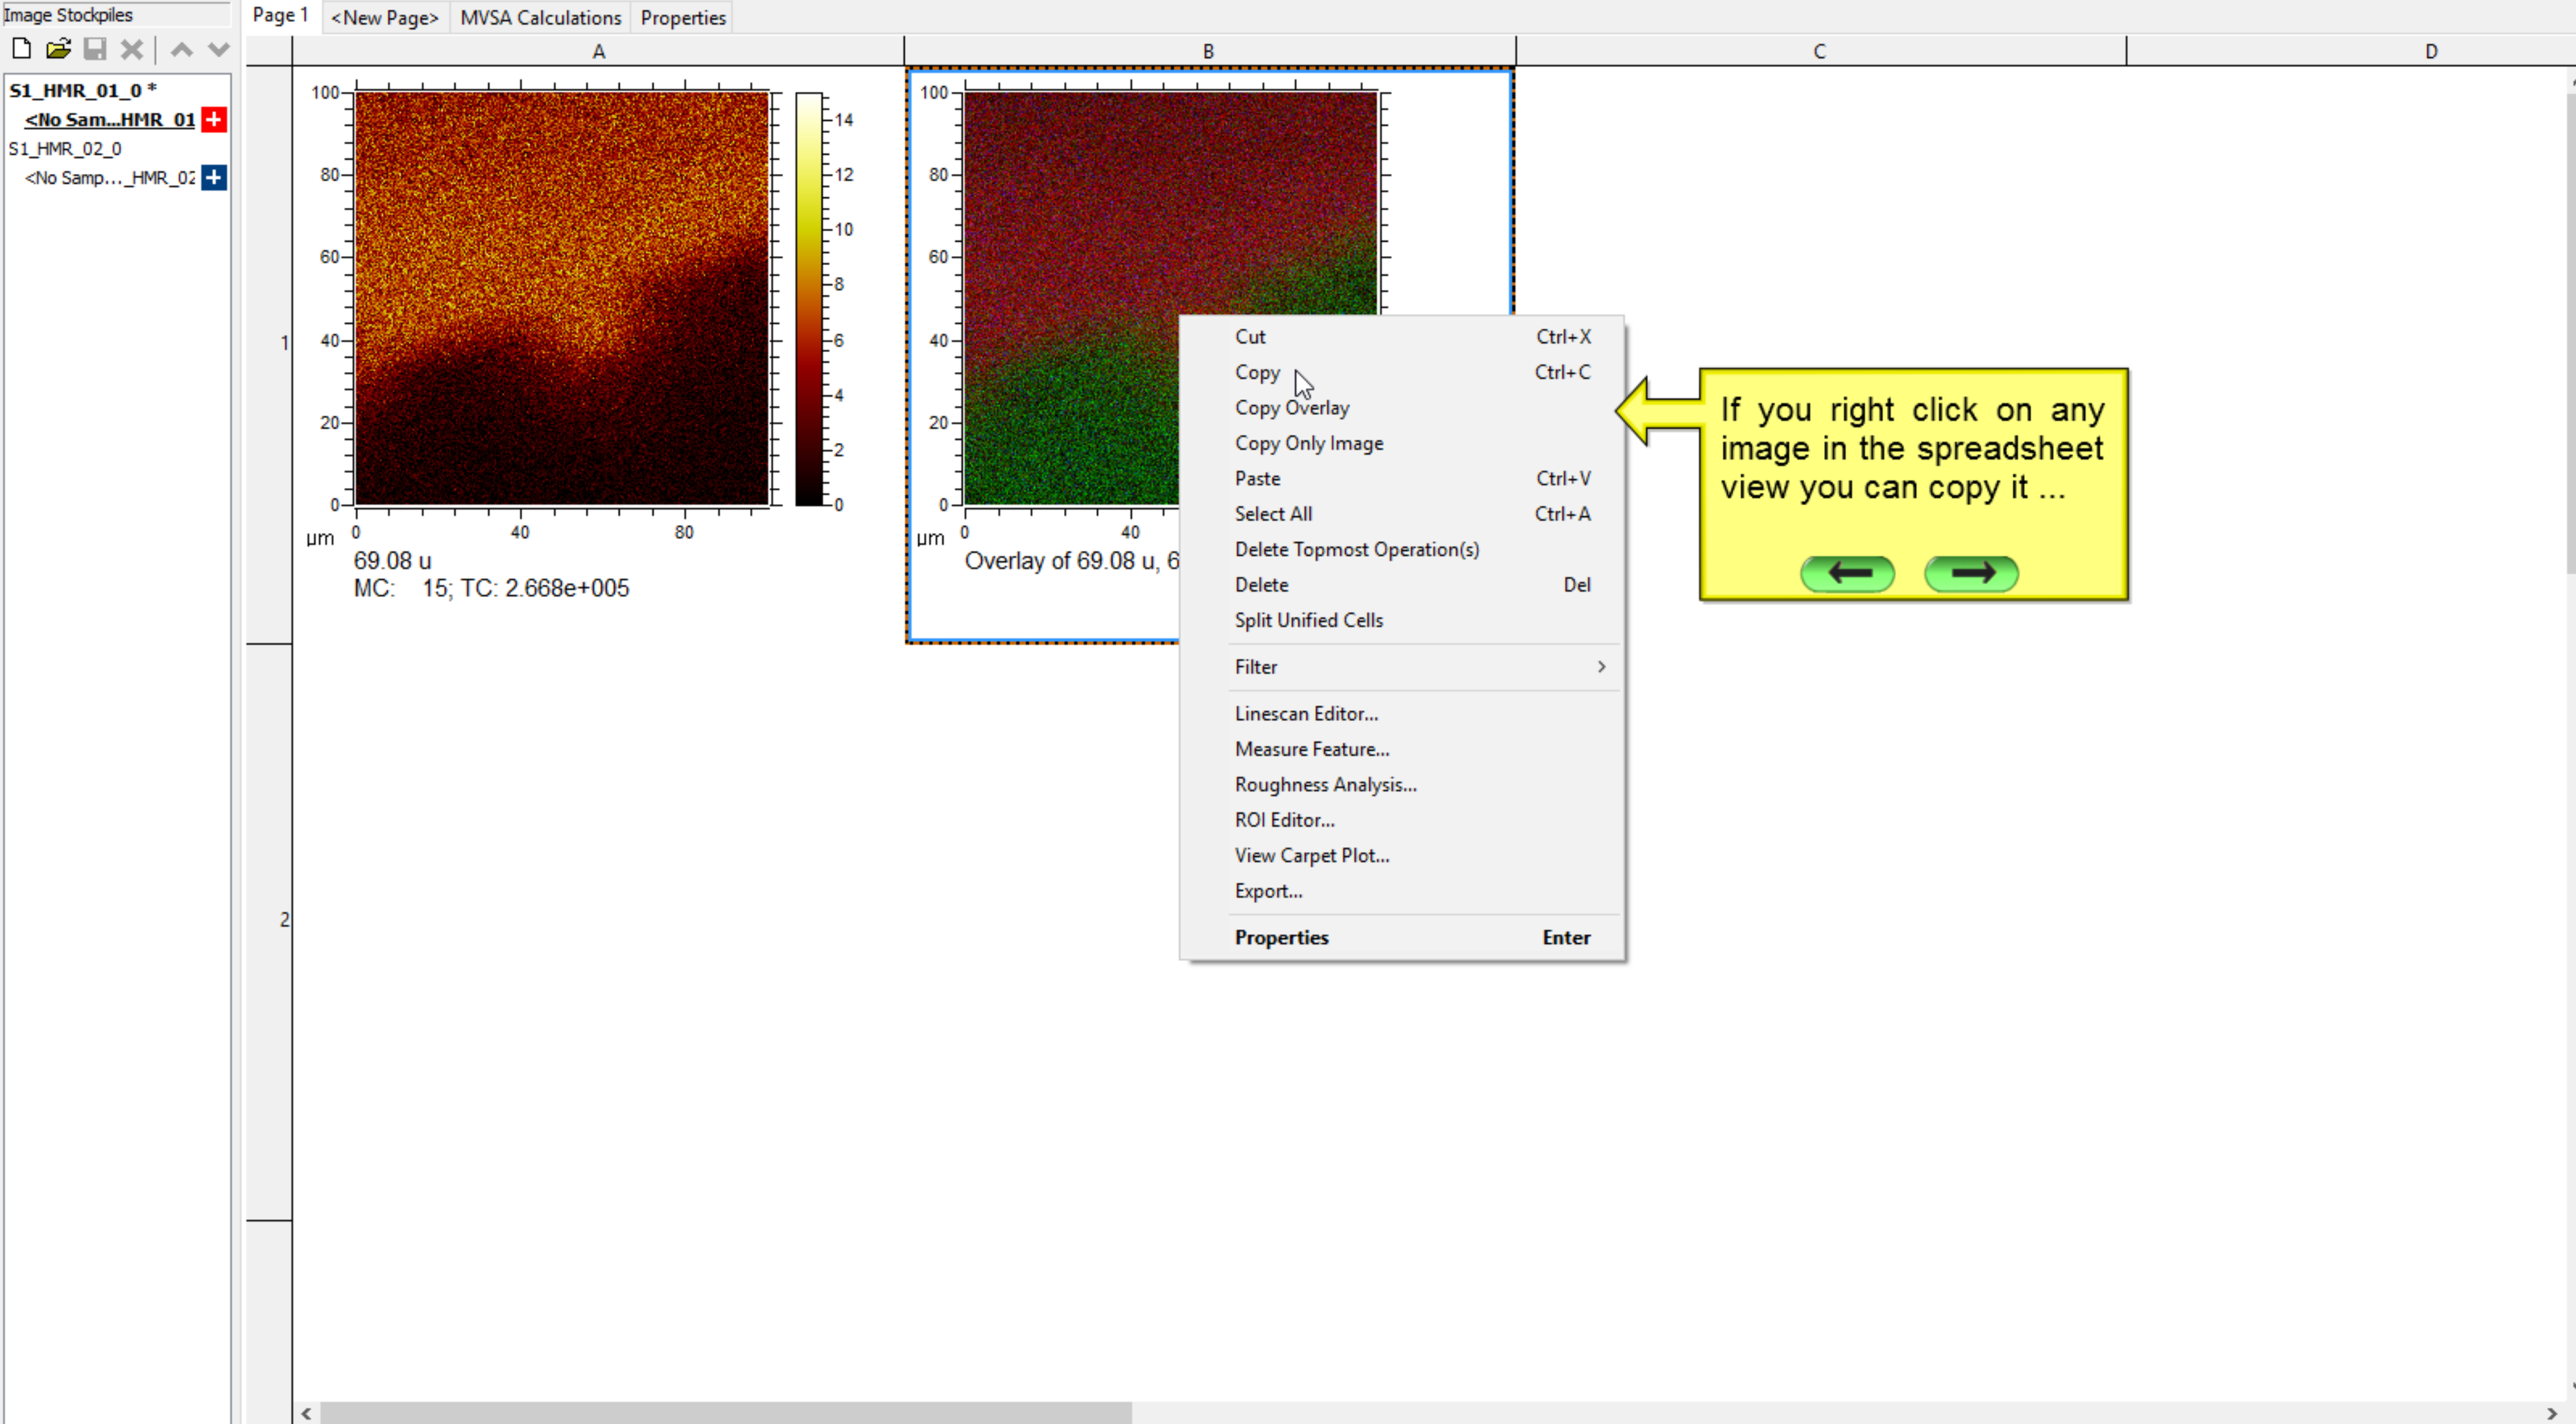 Image Stockpiles
Page 1 <New Page> MVSA Calculations Properties
A B C D
S1_HMR_01_0 *
<No Sam...HMR_01
S1_HMR_02_0
<No Samp..._HMR_02
1
2
100
80
60
40
20
0
µm 0 40 80
14
12
10
8
6
4
2
0
69.08 u
MC: 15; TC: 2.668e+005
100
80
60
40
20
0
µm 0 40
Overlay of 69.08 u, 6
Cut Ctrl+X
Copy Ctrl+C
Copy Overlay
Copy Only Image
Paste Ctrl+V
Select All Ctrl+A
Delete Topmost Operation(s)
Delete Del
Split Unified Cells
Filter
Linescan Editor...
Measure Feature...
Roughness Analysis...
ROI Editor...
View Carpet Plot...
Export...
Properties Enter
If you right click on any
image in the spreadsheet
view you can copy it ...